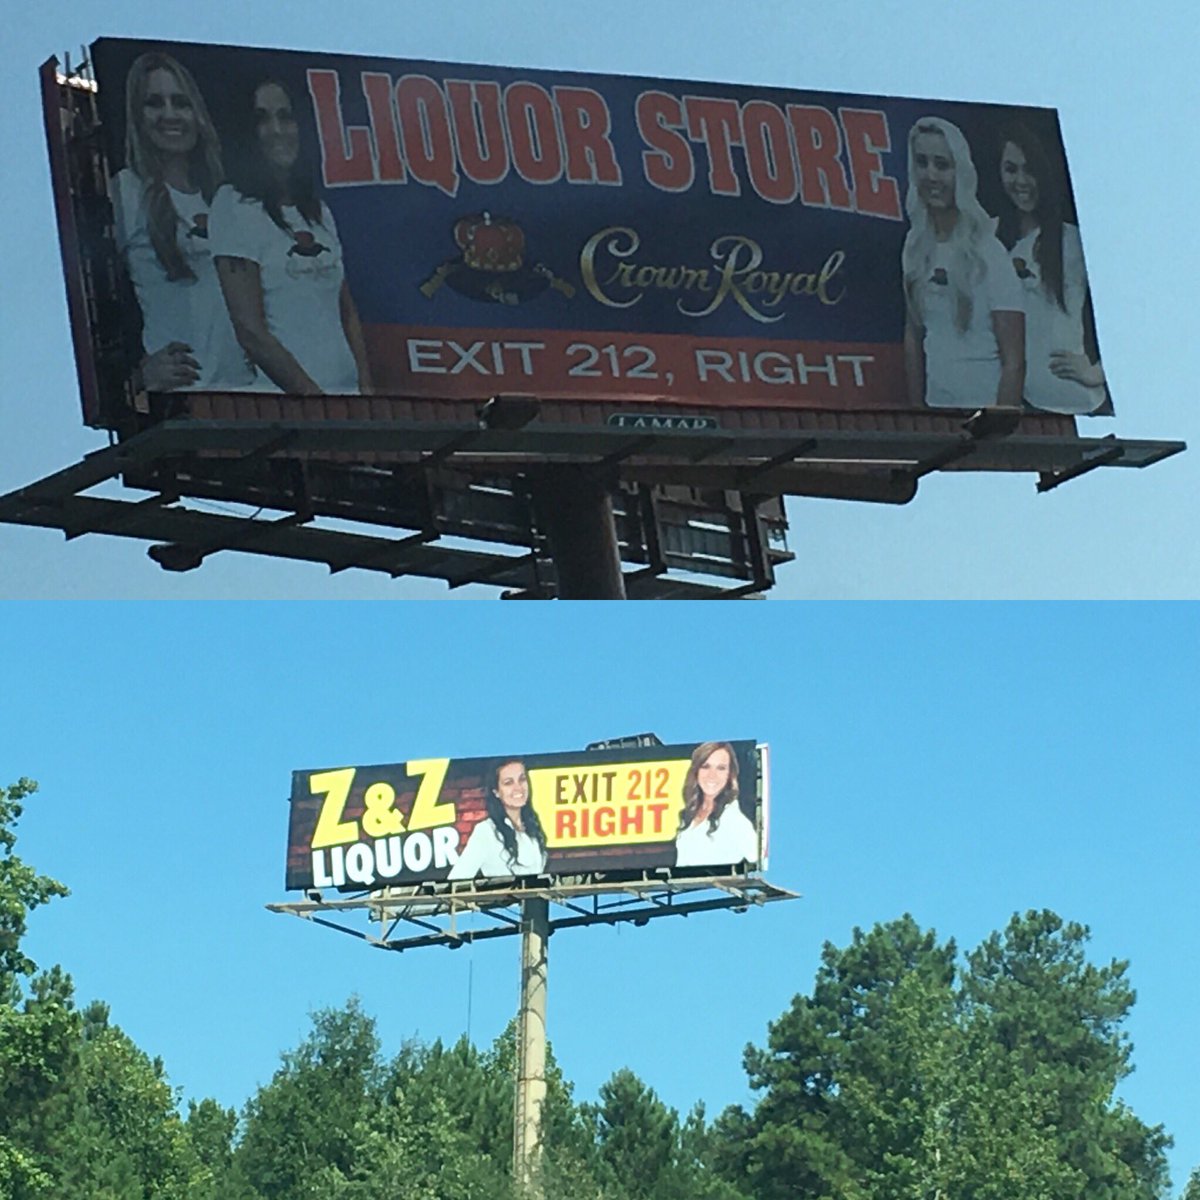 LIQUOR STORE
Crown Royal
EXIT 212, RIGHT
LAMAR
Z&Z
LIQUOR
EXIT 212
RIGHT